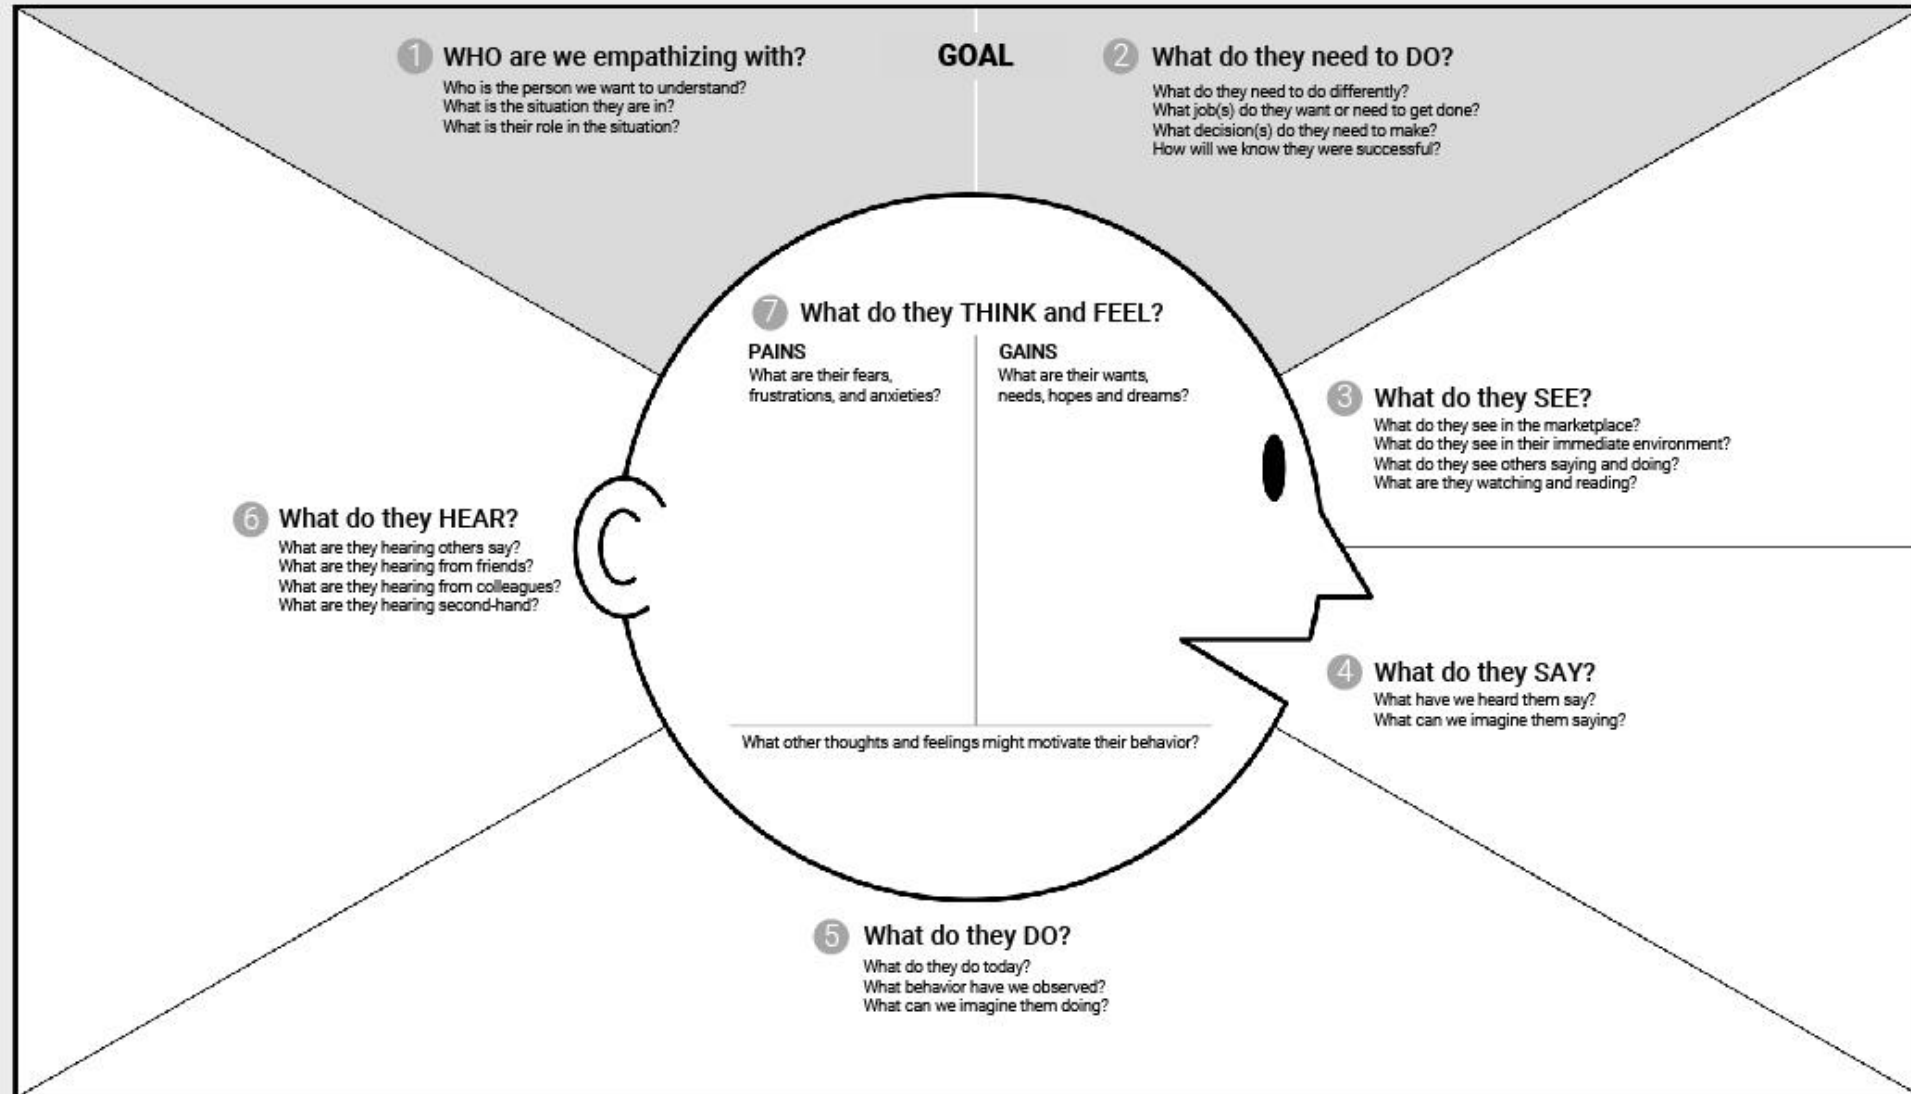 GOAL
1 WHO are we empathizing with?
Who is the person we want to understand?
What is the situation they are in?
What is their role in the situation?
2 What do they need to DO?
What do they need to do differently?
What job(s) do they want or need to get done?
What decision(s) do they need to make?
How will we know they were successful?
3 What do they SEE?
What do they see in the marketplace?
What do they see in their immediate environment?
What do they see others saying and doing?
What are they watching and reading?
4 What do they SAY?
What have we heard them say?
What can we imagine them saying?
5 What do they DO?
What do they do today?
What behavior have we observed?
What can we imagine them doing?
6 What do they HEAR?
What are they hearing others say?
What are they hearing from friends?
What are they hearing from colleagues?
What are they hearing second-hand?
7 What do they THINK and FEEL?
PAINS
What are their fears,
frustrations, and anxieties?
GAINS
What are their wants,
needs, hopes and dreams?
What other thoughts and feelings might motivate their behavior?